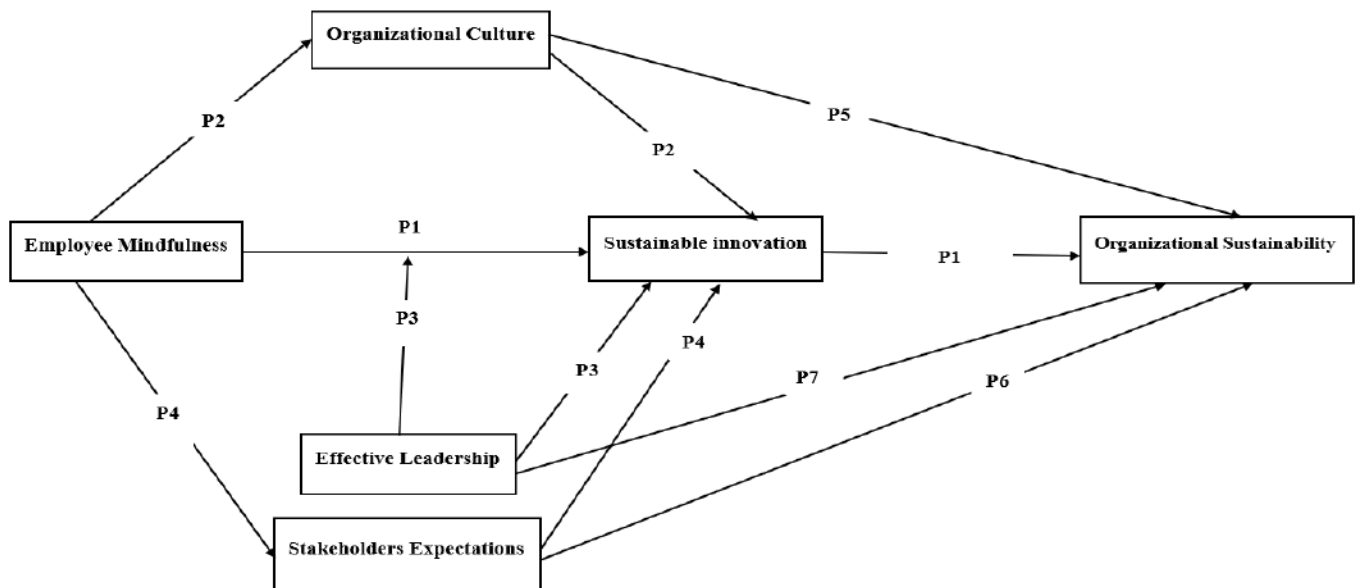 Organizational Culture
P2
P5
P2
Employee Mindfulness
P1
Sustainable innovation
P1
Organizational Sustainability
P3
P4
P3
P7
P6
P4
Effective Leadership
Stakeholders Expectations